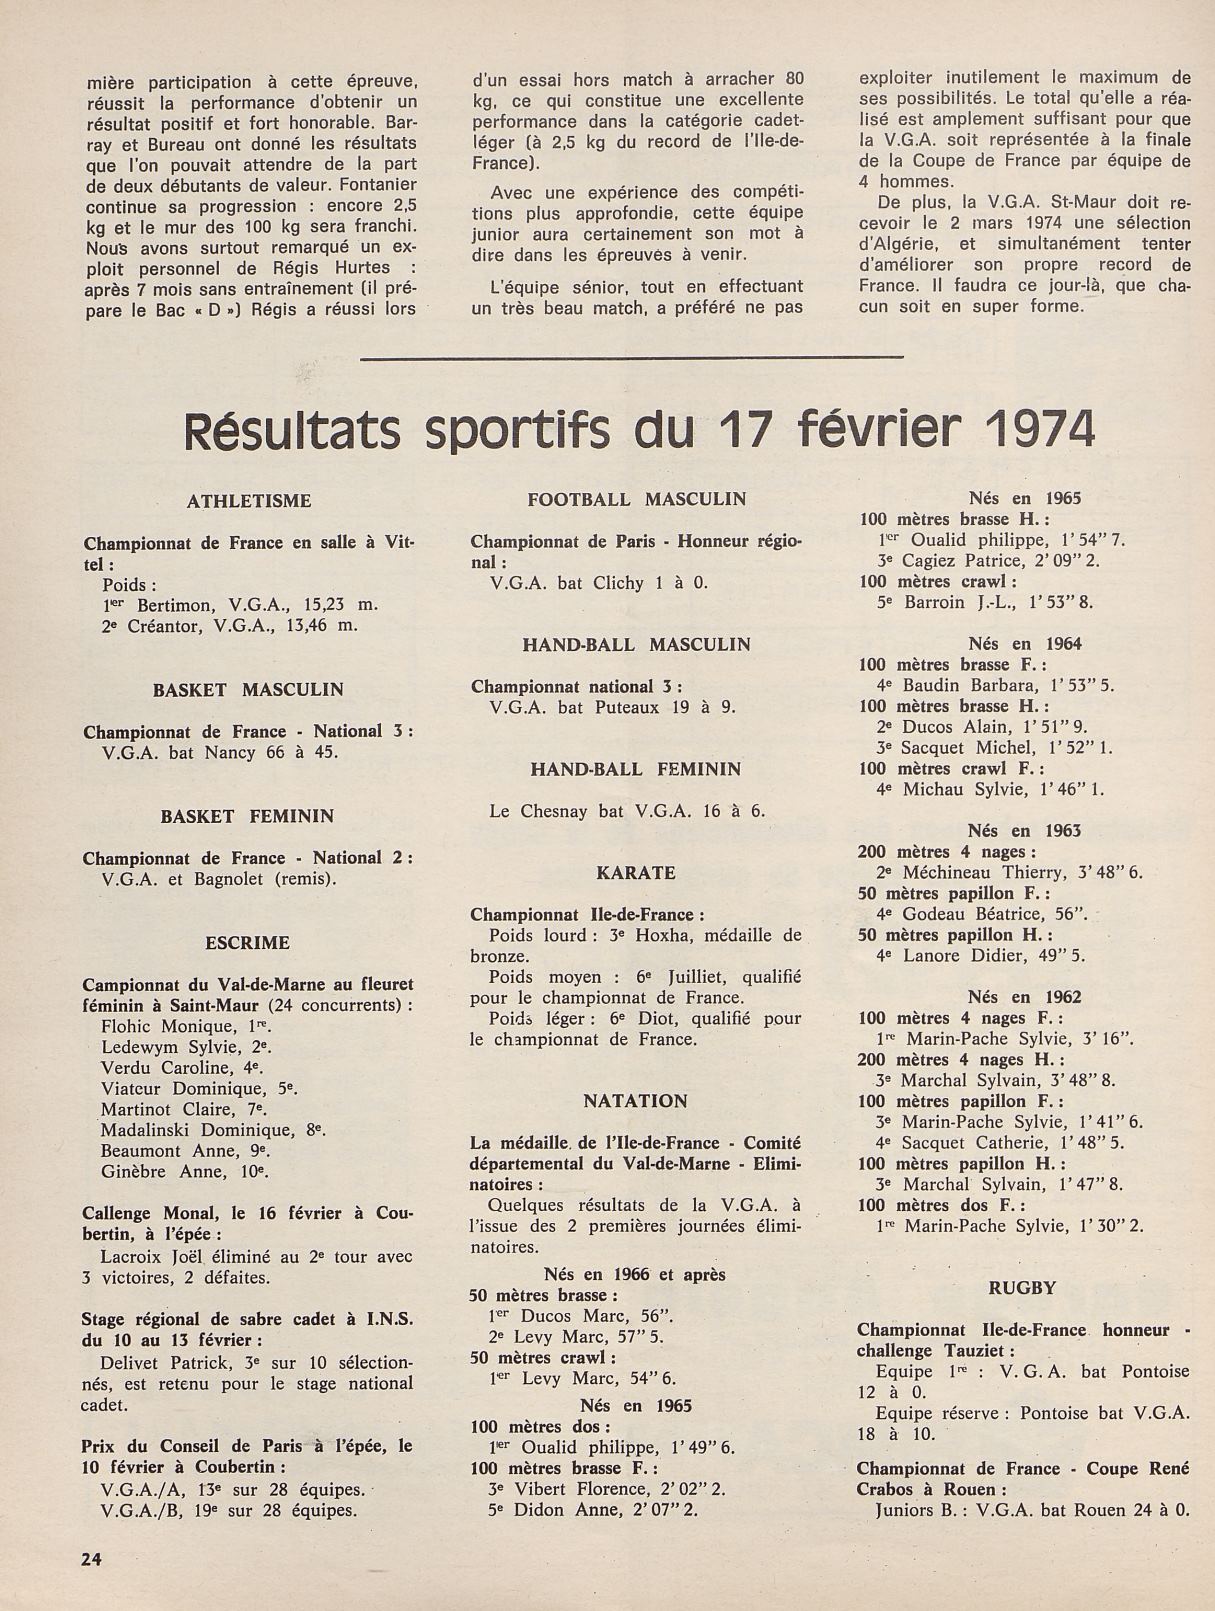 mière participation à cette épreuve,
réussit la performance d'obtenir un
résultat positif et fort honorable. Bar-
ray et Bureau ont donné les résultats
que l'on pouvait attendre de la part
de deux débutants de valeur. Fontanier
continue sa progression : encore 2,5
kg et le mur des 100 kg sera franchi.
Nous avons surtout remarqué un ex-
ploit personnel de Régis Hurtes :
après 7 mois sans entraînement (il pré-
pare le Bac « D ») Régis a réussi lors
d'un essai hors match à arracher 80
kg, ce qui constitue une excellente
performance dans la catégorie cadet-
léger (à 2,5 kg du record de l'Ile-de-
France).
Avec une expérience des compéti-
tions plus approfondie, cette équipe
junior aura certainement son mot à
dire dans les épreuves à venir.
L'équipe sénior, tout en effectuant
un très beau match, a préféré ne pas
exploiter inutilement le maximum de
ses possibilités. Le total qu'elle a réa-
lisé est amplement suffisant pour que
la V.G.A. soit représentée à la finale
de la Coupe de France par équipe de
4 hommes.
De plus, la V.G.A. St-Maur doit re-
cevoir le 2 mars 1974 une sélection
d'Algérie, et simultanément tenter
d'améliorer son propre record de
France. Il faudra ce jour-là, que cha-
cun soit en super forme.
Résultats sportifs du 17 février 1974
ATHLETISME
Championnat de France en salle à Vit-
tel :
Poids :
1er Bertimon, V.G.A., 15,23 m.
2e Créantor, V.G.A., 13,46 m.
BASKET MASCULIN
Championnat de France - National 3 :
V.G.A. bat Nancy 66 à 45.
BASKET FEMININ
Championnat de France - National 2 :
V.G.A. et Bagnolet (remis).
ESCRIME
Campionnat du Val-de-Marne au fleuret
féminin à Saint-Maur (24 concurrents) :
Flohic Monique, 1re.
Ledewym Sylvie, 2e.
Verdu Caroline, 4e.
Viateur Dominique, 5e.
Martinot Claire, 7e.
Madalinski Dominique, 8e.
Beaumont Anne, 9e.
Ginèbre Anne, 10e.
Callenge Monal, le 16 février à Cou-
bertin, à l'épée :
Lacroix Joël éliminé au 2e tour avec
3 victoires, 2 défaites.
Stage régional de sabre cadet à I.N.S.
du 10 au 13 février :
Delivet Patrick, 3e sur 10 sélection-
nés, est retenu pour le stage national
cadet.
Prix du Conseil de Paris à l'épée, le
10 février à Coubertin :
V.G.A./A, 13e sur 28 équipes.
V.G.A./B, 19e sur 28 équipes.
FOOTBALL MASCULIN
Championnat de Paris - Honneur régio-
nal :
V.G.A. bat Clichy 1 à 0.
HAND-BALL MASCULIN
Championnat national 3 :
V.G.A. bat Puteaux 19 à 9.
HAND-BALL FEMININ
Le Chesnay bat V.G.A. 16 à 6.
KARATE
Championnat Ile-de-France :
Poids lourd : 3e Hoxha, médaille de
bronze.
Poids moyen : 6e Juilliet, qualifié
pour le championnat de France.
Poids léger : 6e Diot, qualifié pour
le championnat de France.
NATATION
La médaille de l'Ile-de-France - Comité
départemental du Val-de-Marne - Elimi-
natoires :
Quelques résultats de la V.G.A. à
l'issue des 2 premières journées élimi-
natoires.
Nés en 1966 et après
50 mètres brasse :
1er Ducos Marc, 56".
2e Levy Marc, 57" 5.
50 mètres crawl :
1er Levy Marc, 54" 6.
Nés en 1965
100 mètres dos :
1er Oualid philippe, 1' 49" 6.
100 mètres brasse F. :
3e Vibert Florence, 2' 02" 2.
5e Didon Anne, 2' 07" 2.
Nés en 1965
100 mètres brasse H. :
1er Oualid philippe, 1' 54" 7.
3e Cagiez Patrice, 2' 09" 2.
100 mètres crawl :
5e Barroin J.-L., 1' 53" 8.
Nés en 1964
100 mètres brasse F. :
4e Baudin Barbara, 1' 53" 5.
100 mètres brasse H. :
2e Ducos Alain, 1' 51" 9.
3e Sacquet Michel, 1' 52" 1.
100 mètres crawl F. :
4e Michau Sylvie, 1' 46" 1.
Nés en 1963
200 mètres 4 nages :
2e Méchineau Thierry, 3' 48" 6.
50 mètres papillon F. :
4e Godeau Béatrice, 56".
50 mètres papillon H. :
4e Lanore Didier, 49" 5.
Nés en 1962
100 mètres 4 nages F. :
1re Marin-Pache Sylvie, 3' 16".
200 mètres 4 nages H. :
3e Marchal Sylvain, 3' 48" 8.
100 mètres papillon F. :
3e Marin-Pache Sylvie, 1' 41" 6.
4e Sacquet Catherie, 1' 48" 5.
100 mètres papillon H. :
3e Marchal Sylvain, 1' 47" 8.
100 mètres dos F. :
1re Marin-Pache Sylvie, 1' 30" 2.
RUGBY
Championnat Ile-de-France honneur -
challenge Tauziet :
Equipe 1re : V.G.A. bat Pontoise
12 à 0.
Equipe réserve : Pontoise bat V.G.A.
18 à 10.
Championnat de France - Coupe René
Crabos à Rouen :
Juniors B. : V.G.A. bat Rouen 24 à 0.
24